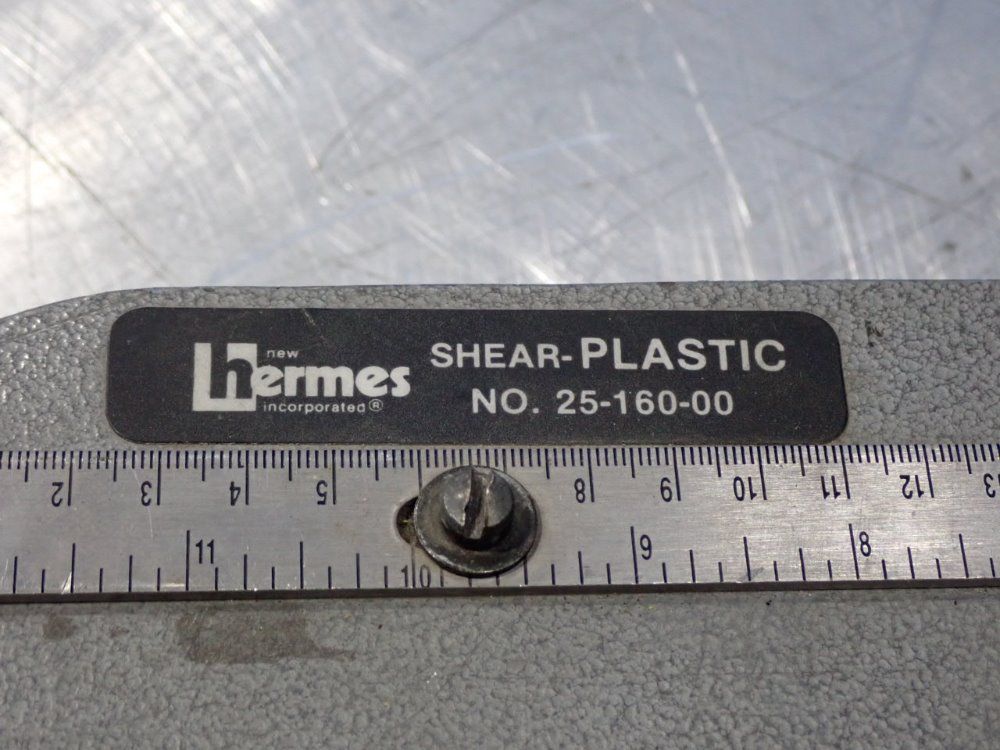 new
hermes
incorporated®
SHEAR-PLASTIC
NO. 25-160-00
2 3 4 5 8 9 10 11 12 13
11 10 9 8